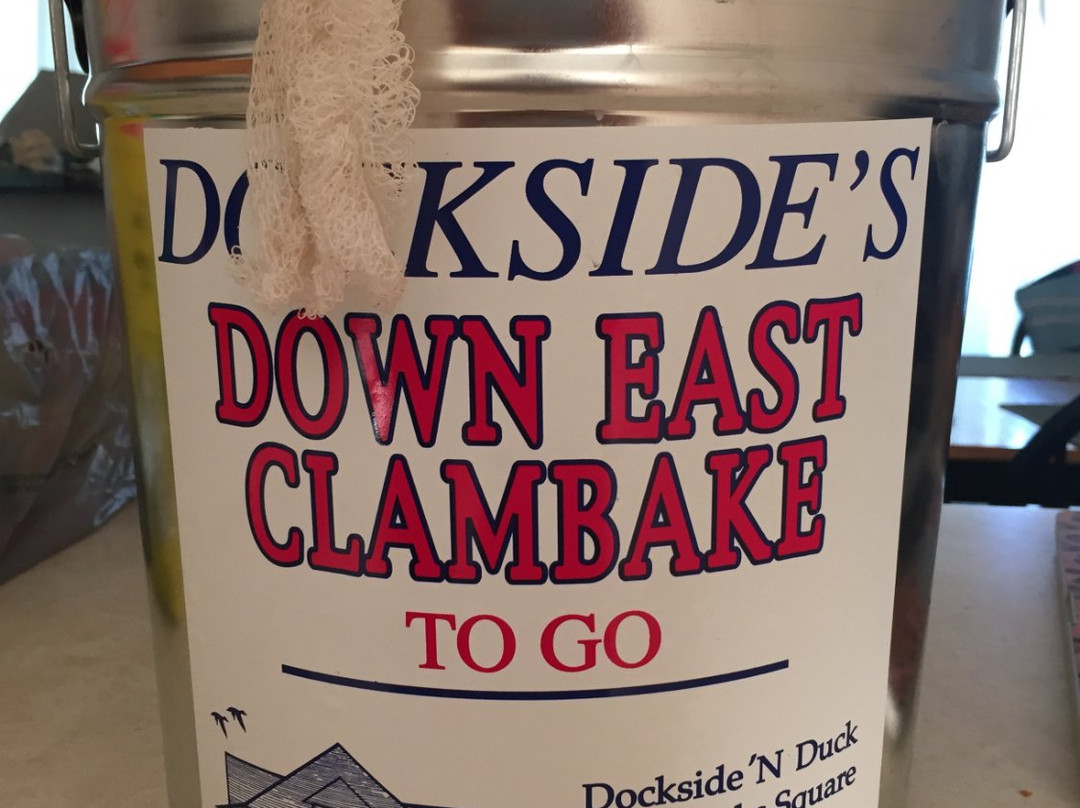 DOCKSIDE'S
DOWN EAST
CLAMBAKE
TO GO
Dockside 'N Duck
Square